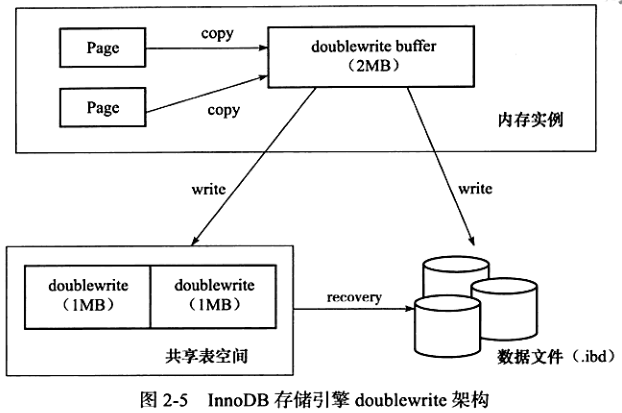 Page
copy
doublewrite buffer
（2MB）
Page
copy
内存实例
write
write
doublewrite
（1MB）
doublewrite
（1MB）
recovery
共享表空间
数据文件（.ibd）
图 2-5 InnoDB 存储引擎 doublewrite 架构